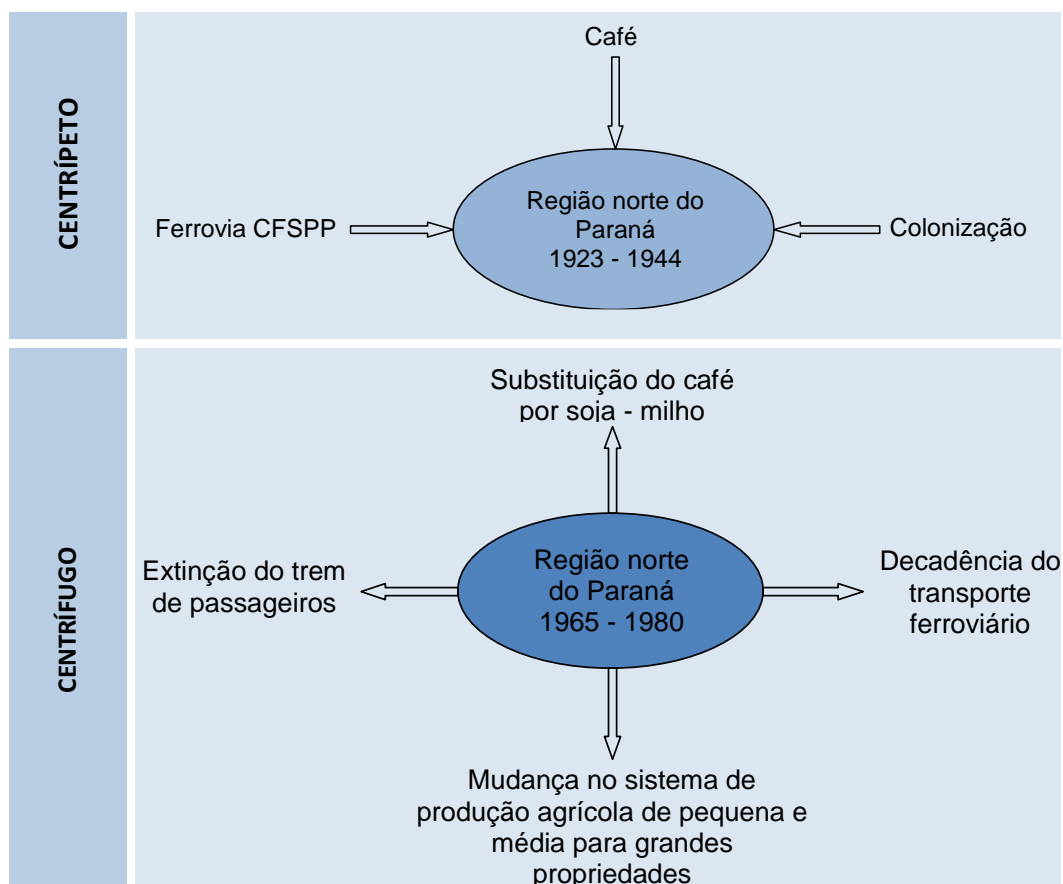 CENTRÍPETO
Café
Ferrovia CFSPP
Região norte do
Paraná
1923 - 1944
Colonização
CENTRÍFUGO
Substituição do café
por soja - milho
Extinção do trem
de passageiros
Região norte
do Paraná
1965 - 1980
Decadência do
transporte
ferroviário
Mudança no sistema de
produção agrícola de pequena e
média para grandes
propriedades